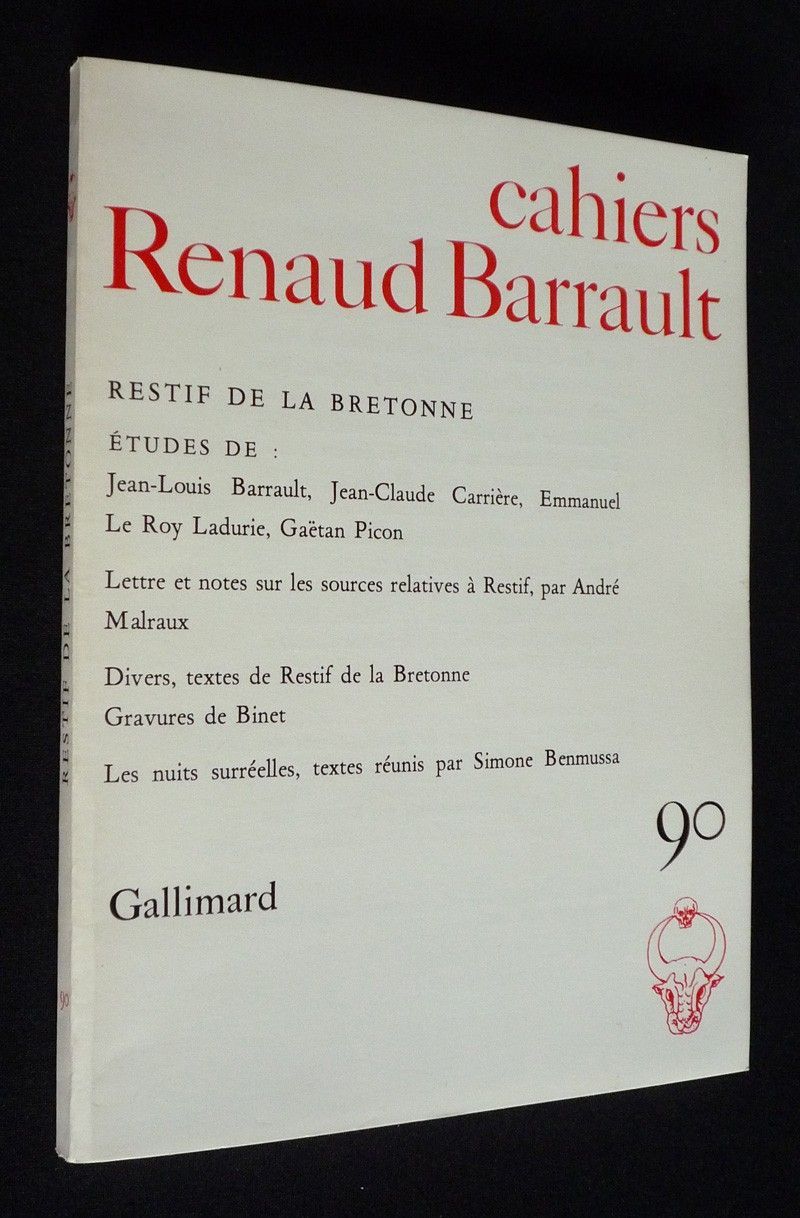 cahiers
Renaud Barrault
RESTIF DE LA BRETONNE
ÉTUDES DE :
Jean-Louis Barrault, Jean-Claude Carrière, Emmanuel
Le Roy Ladurie, Gaëtan Picon
Lettre et notes sur les sources relatives à Restif, par André
Malraux
Divers, textes de Restif de la Bretonne
Gravures de Binet
Les nuits surréelles, textes réunis par Simone Benmussa
90
Gallimard
RESTIF DE LA BRETONNE
90